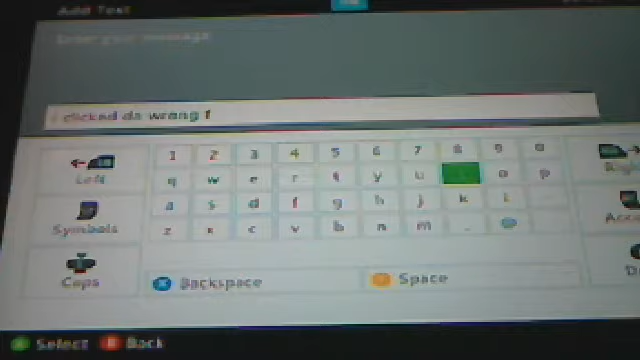 Add Text
Enter your message
i clicked da wrong f
1 2 3 4 5 6 7 8 9 0
Left
q w e r t y u o p
a s d f g h j k l
Symbols
z x c v b n m . @
Caps
Backspace
Space
Select
Back